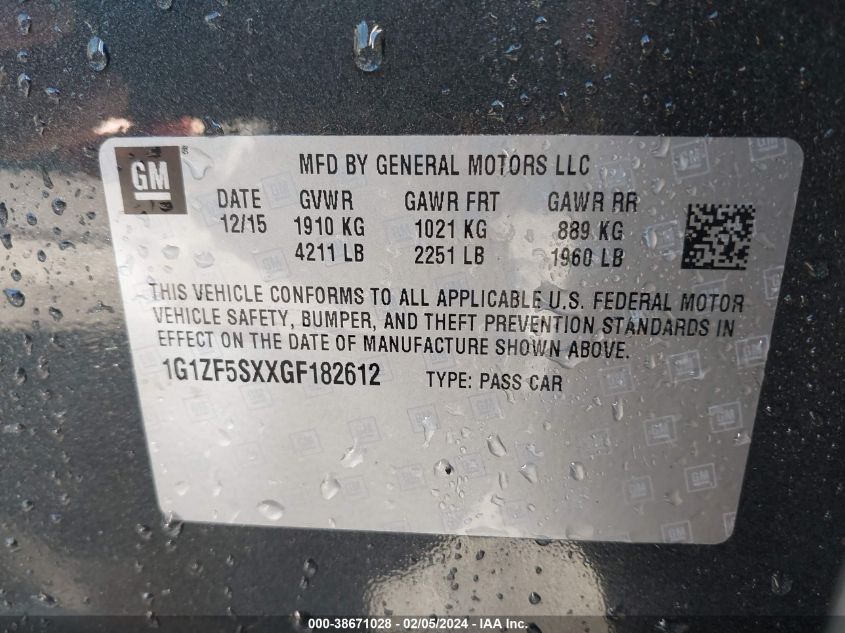 GM
MFD BY GENERAL MOTORS LLC
DATE GVWR GAWR FRT GAWR RR
12/15 1910 KG 1021 KG 889 KG
4211 LB 2251 LB 1960 LB
THIS VEHICLE CONFORMS TO ALL APPLICABLE U.S. FEDERAL MOTOR
VEHICLE SAFETY, BUMPER, AND THEFT PREVENTION STANDARDS IN
EFFECT ON THE DATE OF MANUFACTURE SHOWN ABOVE.
1G1ZF5SXXGF182612 TYPE: PASS CAR
000-38671028 - 02/05/2024 - IAA Inc.